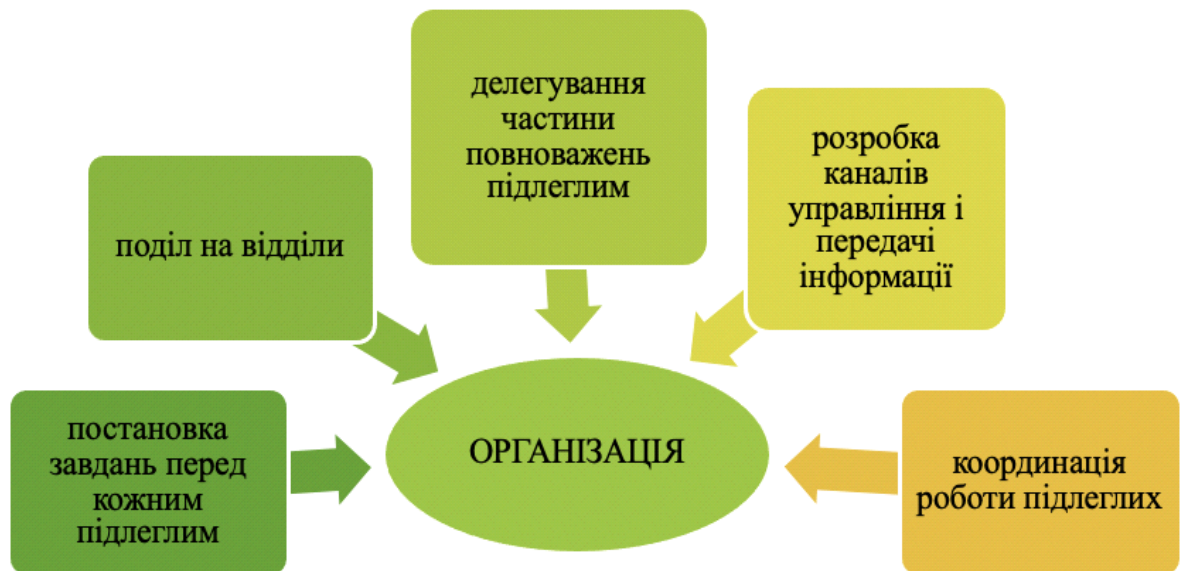 постановка
завдань перед
кожним
підлеглим
поділ на відділи
делегування
частини
повноважень
підлеглим
розробка
каналів
управління і
передачі
інформації
координація
роботи підлеглих
ОРГАНІЗАЦІЯ